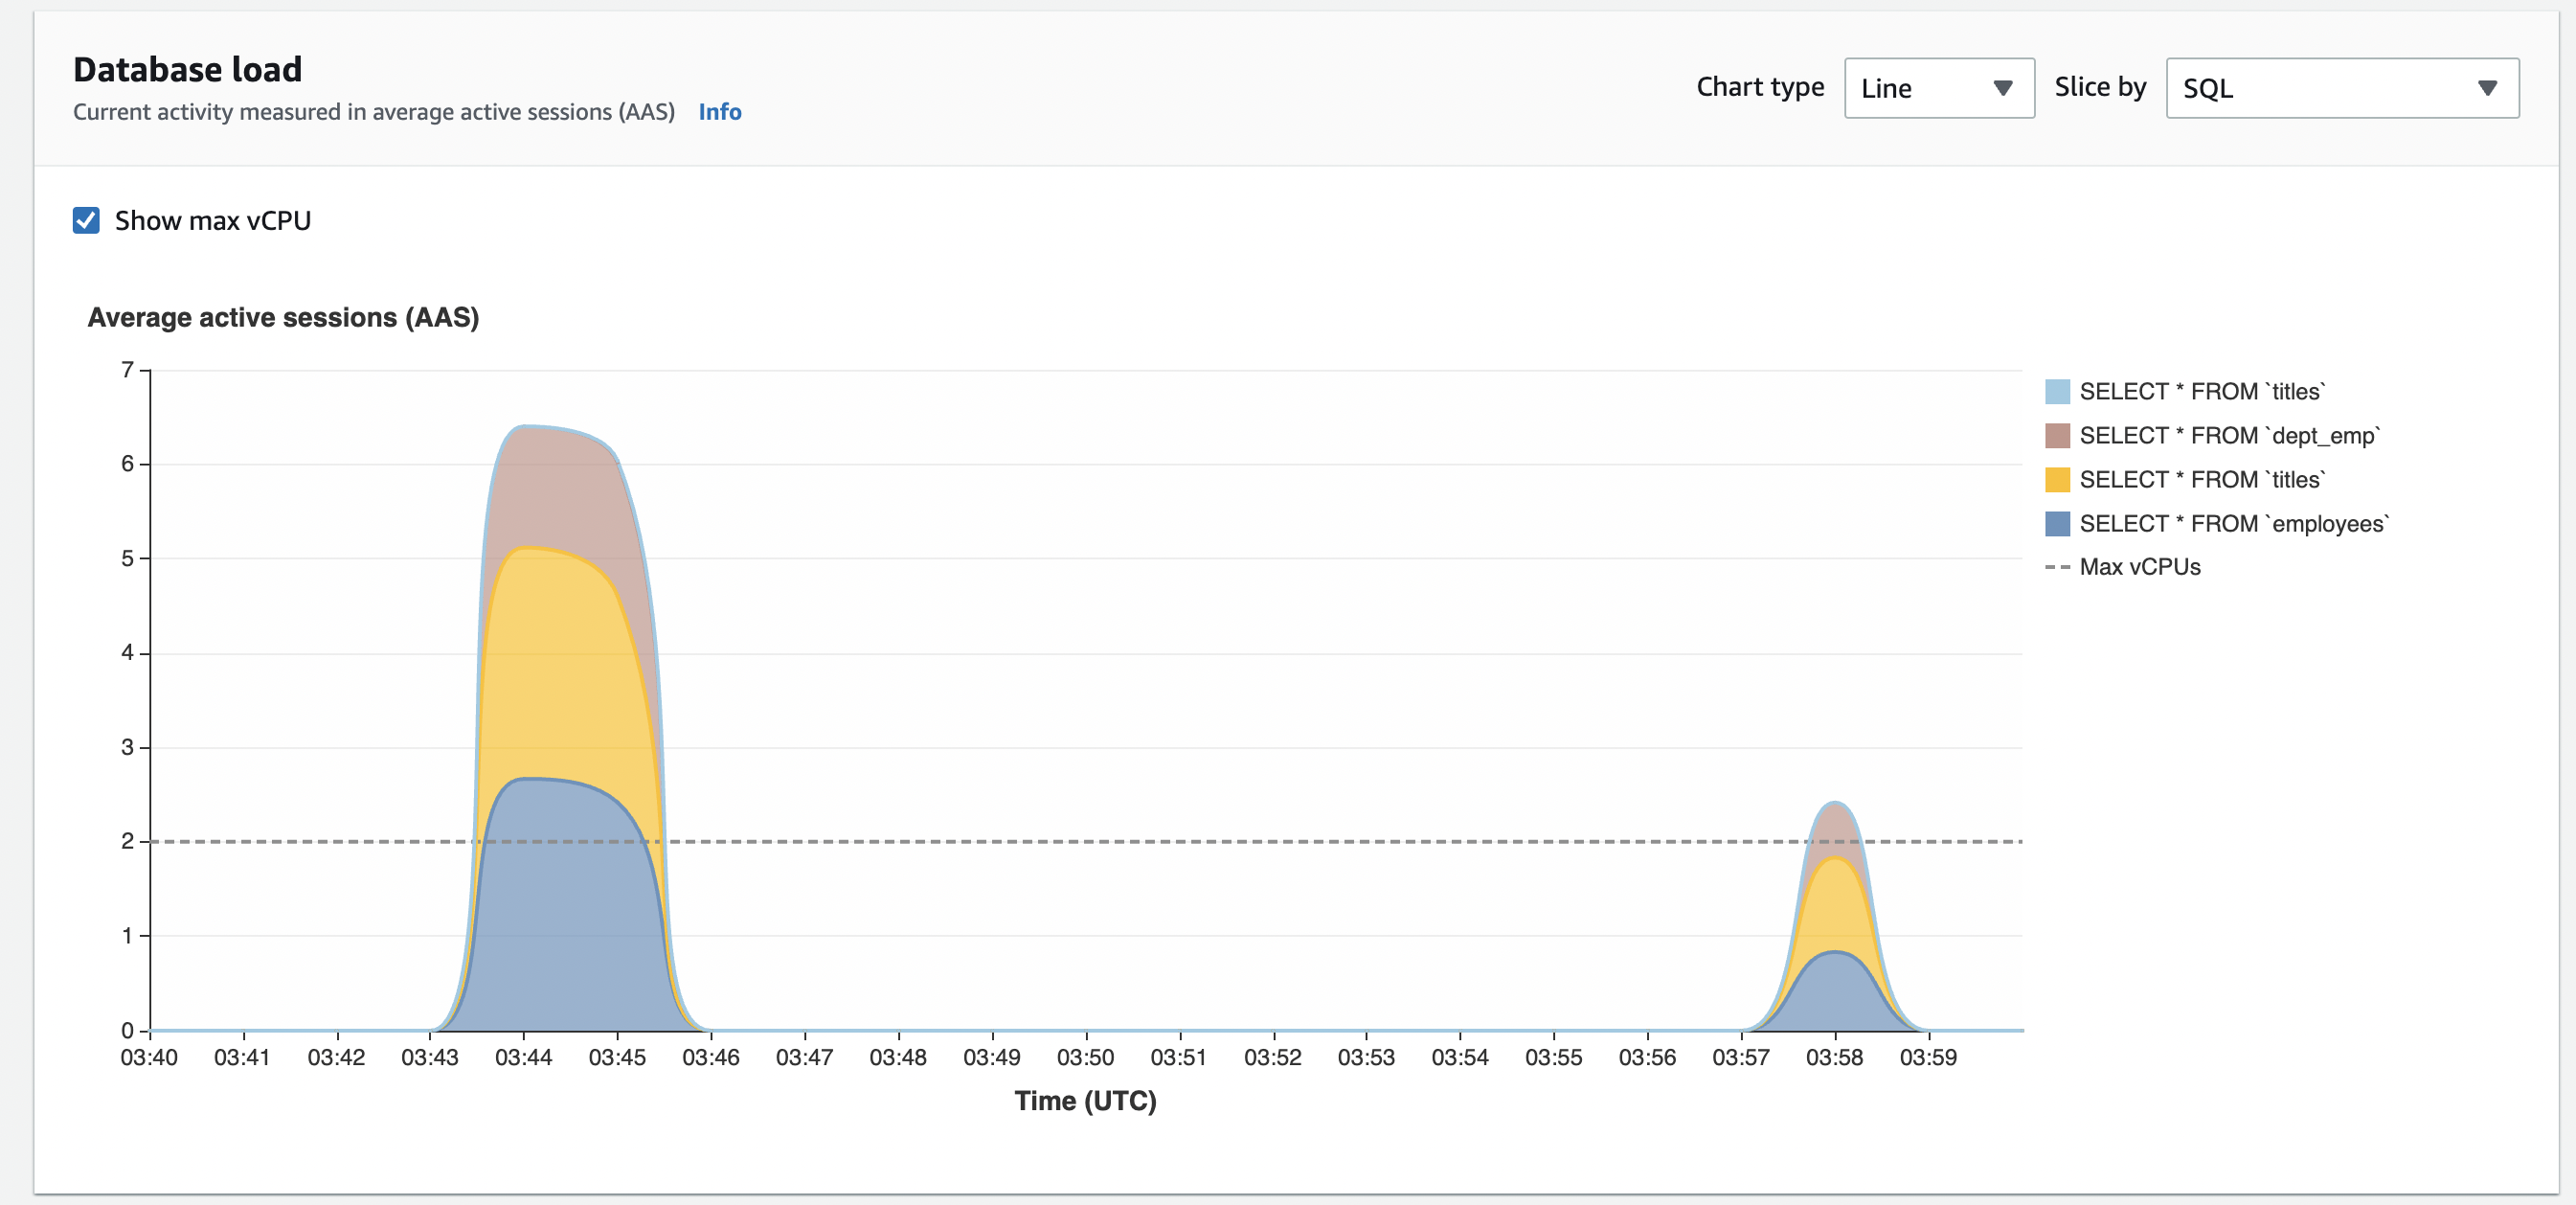 Database load
Current activity measured in average active sessions (AAS) Info
Chart type Line Slice by SQL
Show max vCPU
Average active sessions (AAS)
7
6
5
4
3
2
1
0
03:40 03:41 03:42 03:43 03:44 03:45 03:46 03:47 03:48 03:49 03:50 03:51 03:52 03:53 03:54 03:55 03:56 03:57 03:58 03:59
Time (UTC)
SELECT * FROM `titles`
SELECT * FROM `dept_emp`
SELECT * FROM `titles`
SELECT * FROM `employees`
Max vCPUs